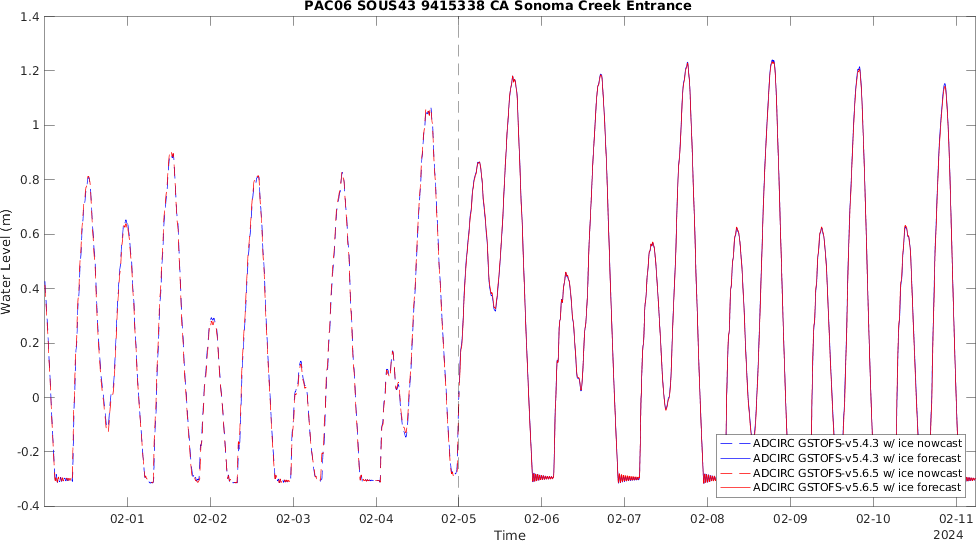 PAC06 SOUS43 9415338 CA Sonoma Creek Entrance
1.4
1.2
1
0.8
0.6
0.4
0.2
0
-0.2
-0.4
Water Level (m)
ADCIRC GSTOFS-v5.4.3 w/ ice nowcast
ADCIRC GSTOFS-v5.4.3 w/ ice forecast
ADCIRC GSTOFS-v5.6.5 w/ ice nowcast
ADCIRC GSTOFS-v5.6.5 w/ ice forecast
02-01 02-02 02-03 02-04 02-05 02-06 02-07 02-08 02-09 02-10 02-11
Time 2024